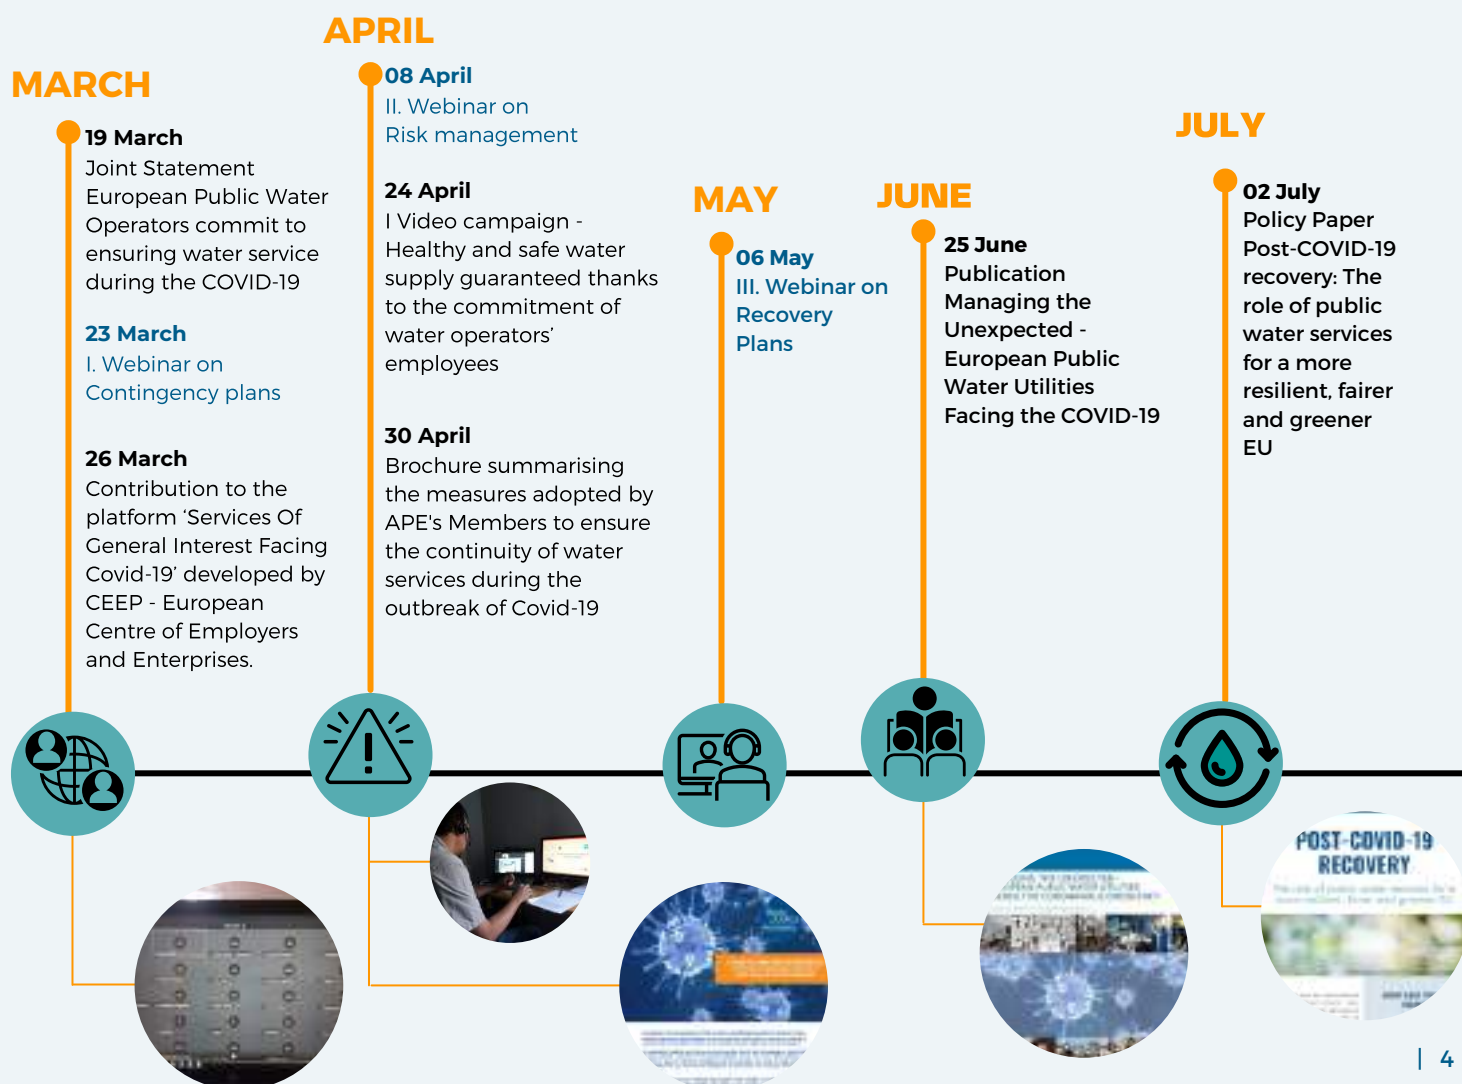 MARCH
19 March
Joint Statement
European Public Water
Operators commit to
ensuring water service
during the COVID-19
23 March
I. Webinar on
Contingency plans
26 March
Contribution to the
platform ‘Services Of
General Interest Facing
Covid-19’ developed by
CEEP - European
Centre of Employers
and Enterprises.
APRIL
08 April
II. Webinar on
Risk management
24 April
I Video campaign -
Healthy and safe water
supply guaranteed thanks
to the commitment of
water operators’
employees
30 April
Brochure summarising
the measures adopted by
APE's Members to ensure
the continuity of water
services during the
outbreak of Covid-19
MAY
06 May
III. Webinar on
Recovery
Plans
JUNE
25 June
Publication
Managing the
Unexpected -
European Public
Water Utilities
Facing the COVID-19
JULY
02 July
Policy Paper
Post-COVID-19
recovery: The
role of public
water services
for a more
resilient, fairer
and greener
EU
POST-COVID-19
RECOVERY
| 4